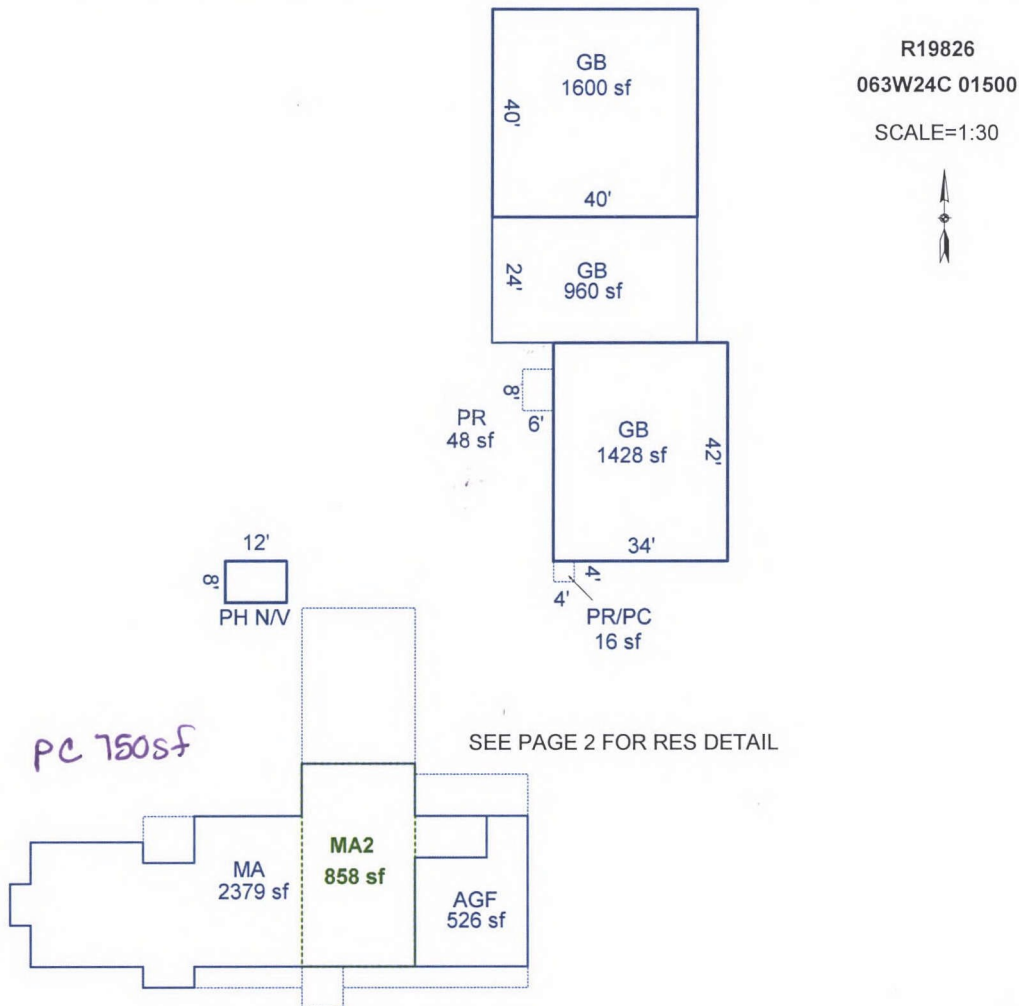 R19826
063W24C 01500
SCALE=1:30
GB
1600 sf
40'
40'
GB
960 sf
24'
8'
6'
PR
48 sf
GB
1428 sf
42'
34'
4'
4'
PR/PC
16 sf
12'
8'
PH N/V
PC 750sf
SEE PAGE 2 FOR RES DETAIL
MA
2379 sf
MA2
858 sf
AGF
526 sf